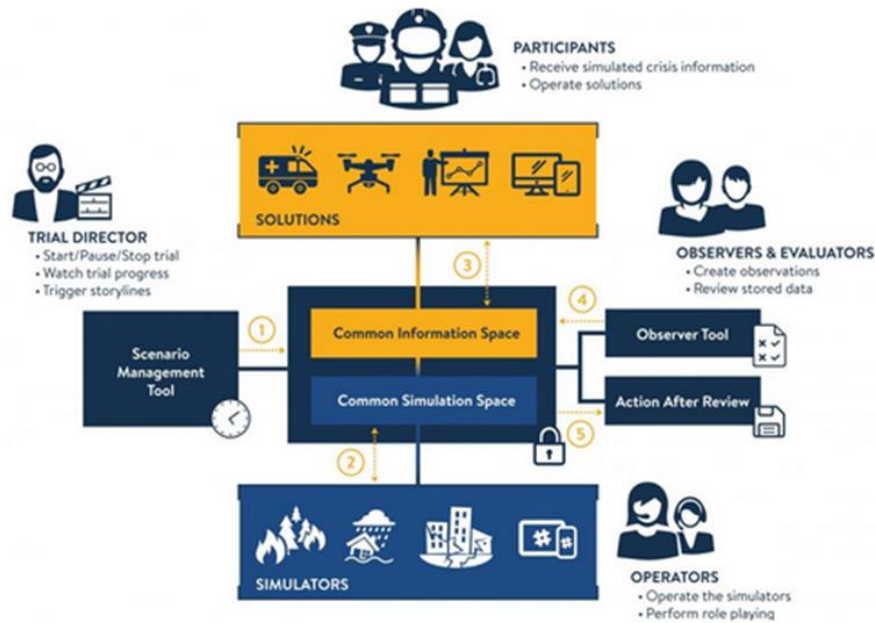 PARTICIPANTS
• Receive simulated crisis information
• Operate solutions
SOLUTIONS
TRIAL DIRECTOR
• Start/Pause/Stop trial
• Watch trial progress
• Trigger storylines
OBSERVERS & EVALUATORS
• Create observations
• Review stored data
3
1
4
Scenario
Management
Tool
Common Information Space
Common Simulation Space
Observer Tool
Action After Review
5
2
SIMULATORS
#
#
OPERATORS
• Operate the simulators
• Perform role playing